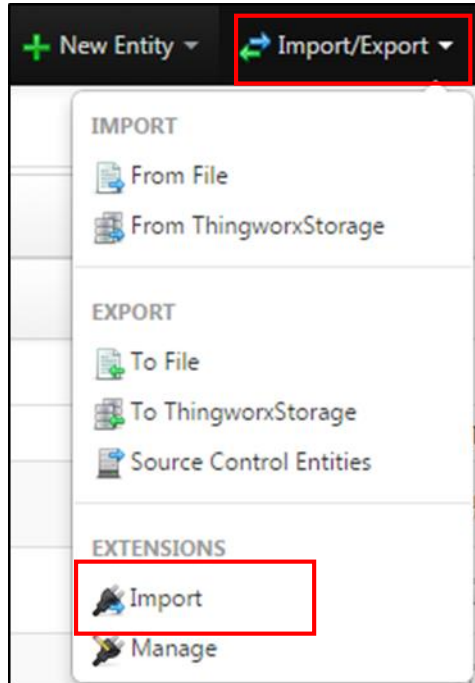 New Entity Import/Export
IMPORT
From File
From ThingworxStorage
EXPORT
To File
To ThingworxStorage
Source Control Entities
EXTENSIONS
Import
Manage